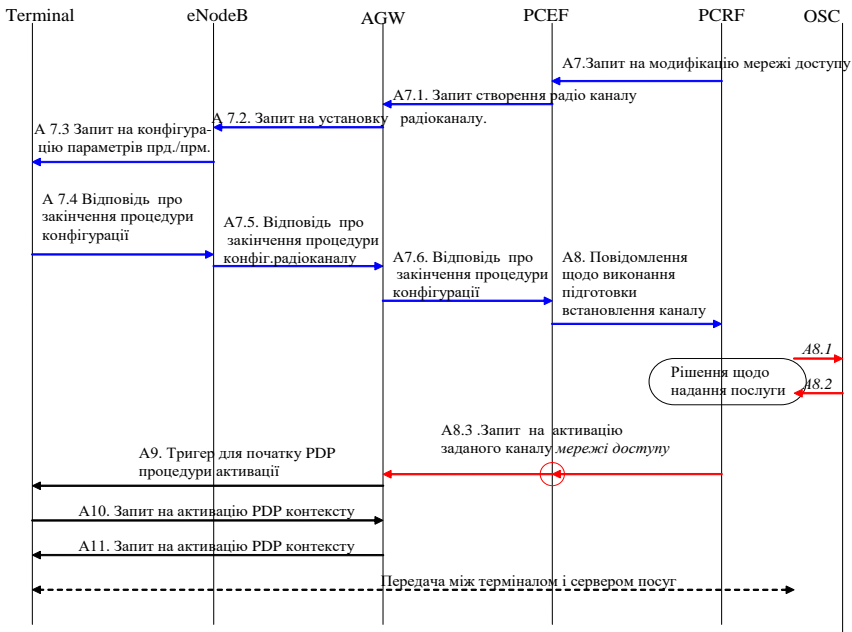 Terminal
eNodeB
AGW
PCEF
PCRF
OSC
A7.Запит на модифікацію мережі доступу
A7.1. Запит створення радіо каналу
A 7.2. Запит на установку радіоканалу.
A 7.3 Запит на конфігура-
цію параметрів прд./прм.
A 7.4 Відповідь про
закінчення процедури
конфігурації
A7.5. Відповідь про
закінчення процедури
конфіг.радіоканалу
A7.6. Відповідь про
закінчення процедури
конфігурації
A8. Повідомлення
щодо виконання
підготовки
встановлення каналу
A8.1
Рішення щодо
надання послуги
A8.2
A8.3 .Запит на активацію
заданого каналу мережі доступу
A9. Тригер для початку PDP
процедури активації
A10. Запит на активацію PDP контексту
A11. Запит на активацію PDP контексту
Передача між терміналом і сервером посуг